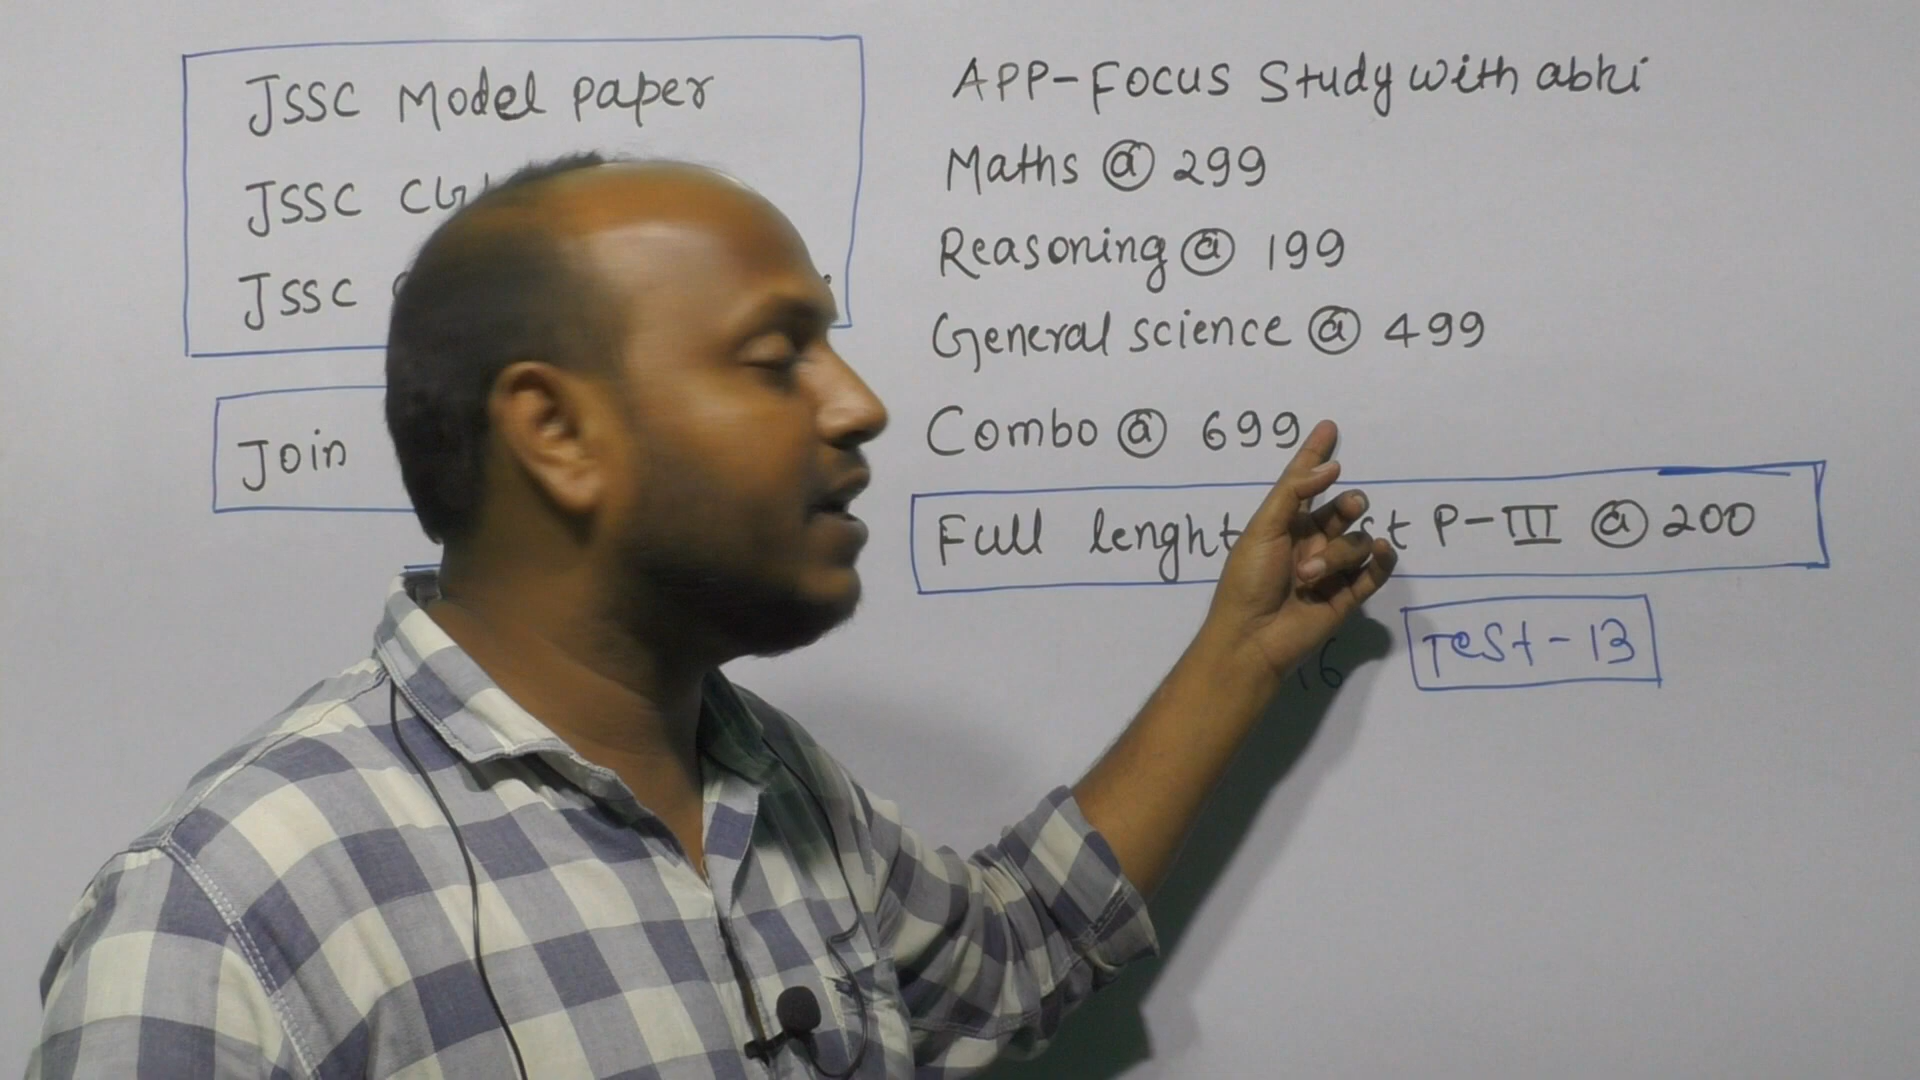 JSSC Model paper
JSSC
JSSC
Join
APP-FOCUS Study with abhi
Maths @ 299
Reasoning @ 199
General science @ 499
Combo @ 699
Full lenght P-III @ 200
Test-13
16